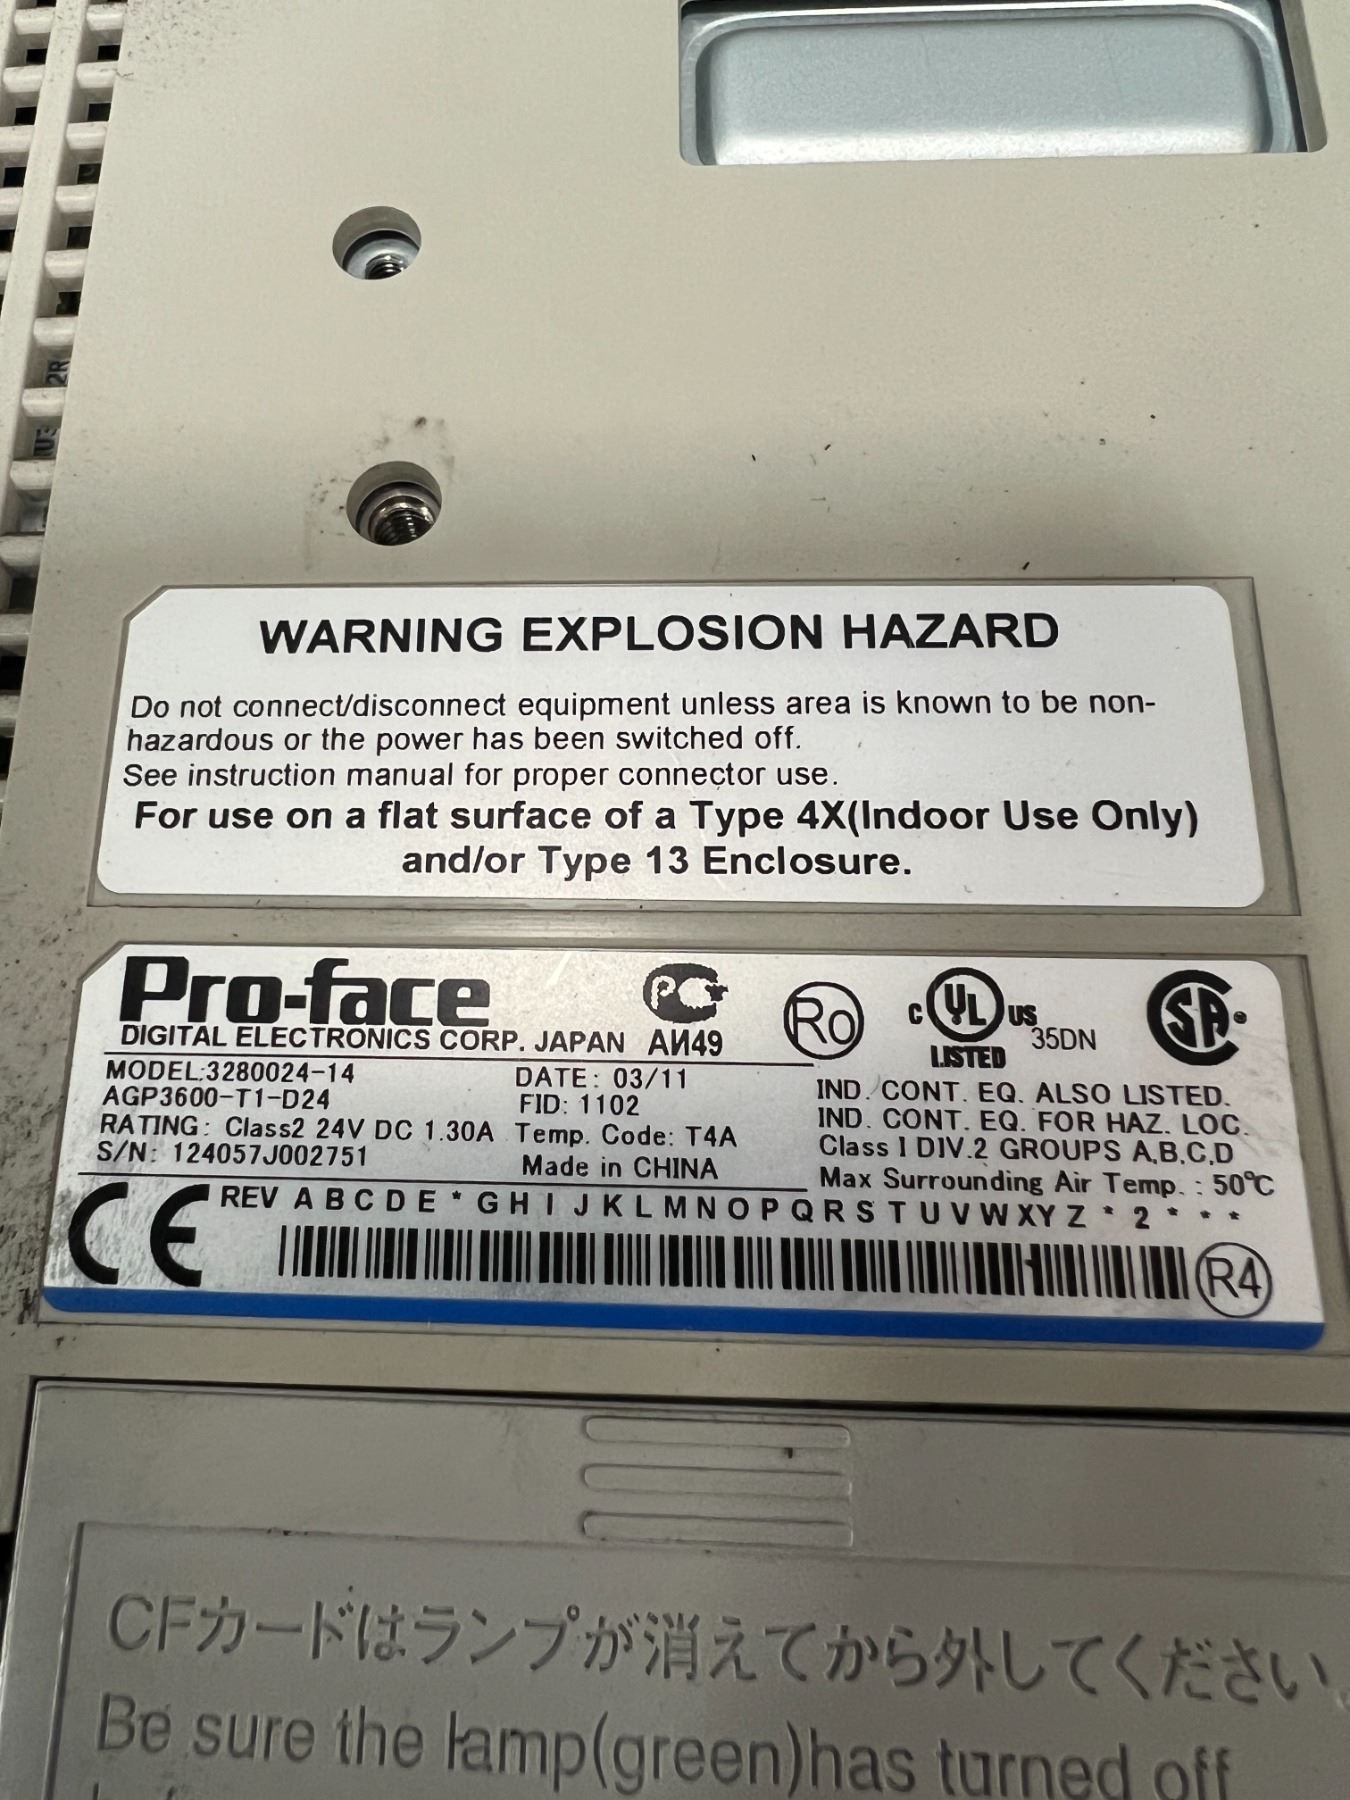 2R
U3
WARNING EXPLOSION HAZARD
Do not connect/disconnect equipment unless area is known to be non-
hazardous or the power has been switched off.
See instruction manual for proper connector use.
For use on a flat surface of a Type 4X(Indoor Use Only)
and/or Type 13 Enclosure.
Pro-face
DIGITAL ELECTRONICS CORP. JAPAN
АИ49
Ro
C UL US
LISTED
35DN
SA
MODEL:3280024-14
AGP3600-T1-D24
RATING: Class2 24V DC 1.30A
S/N: 124057J002751
DATE: 03/11
FID: 1102
Temp. Code: T4A
Made in CHINA
IND. CONT. EQ. ALSO LISTED.
IND. CONT. EQ. FOR HAZ. LOC.
Class I DIV.2 GROUPS A,B,C,D
Max Surrounding Air Temp. : 50℃
CE
REV A B C D E * G H I J K L M N O P Q R S T U V W X Y Z * 2 * * *
R4
CFカードはランプが消えてから外してください。
Be sure the lamp(green)has turned off